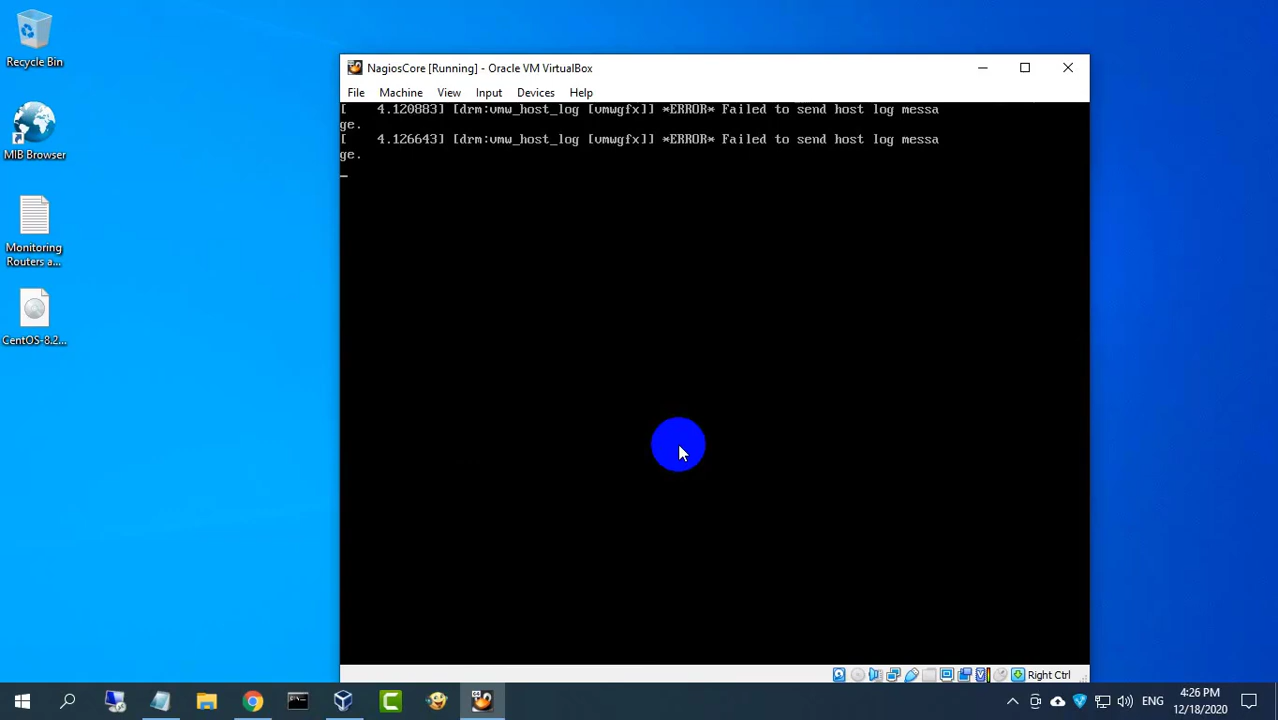 Recycle Bin
MIB Browser
Monitoring
Routers a...
CentOS-8.2...
NagiosCore [Running] - Oracle VM VirtualBox
File Machine View Input Devices Help
[    4.120883] [drm:vmw_host_log [vmwgfx]] *ERROR* Failed to send host log messa
ge.
[    4.126643] [drm:vmw_host_log [vmwgfx]] *ERROR* Failed to send host log messa
ge.
_
Right Ctrl
ENG
4:26 PM
12/18/2020